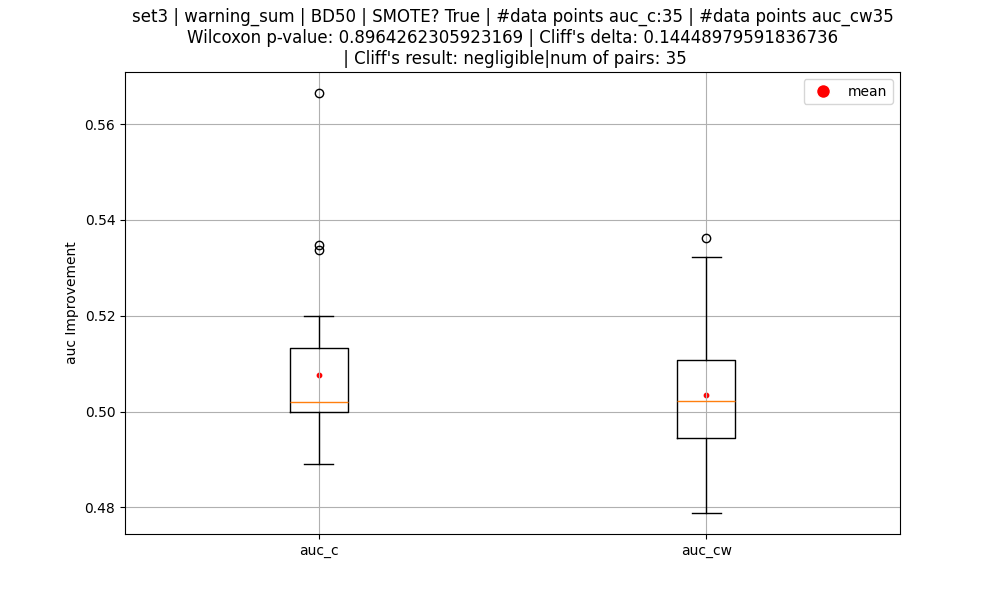 set3 | warning_sum | BD50 | SMOTE? True | #data points auc_c:35 | #data points auc_cw35
Wilcoxon p-value: 0.8964262305923169 | Cliff's delta: 0.14448979591836736
| Cliff's result: negligible|num of pairs: 35
mean
auc Improvement
0.56
0.54
0.52
0.50
0.48
auc_c
auc_cw